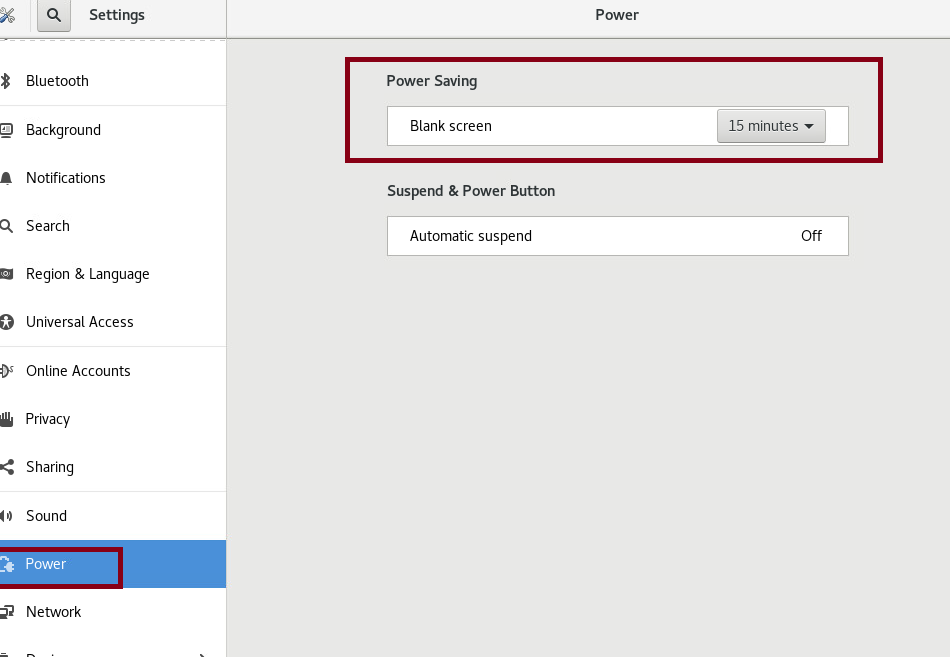 Settings
Power
Bluetooth
Background
Notifications
Search
Region & Language
Universal Access
Online Accounts
Privacy
Sharing
Sound
Power
Network
Power Saving
Blank screen
15 minutes
Suspend & Power Button
Automatic suspend
Off